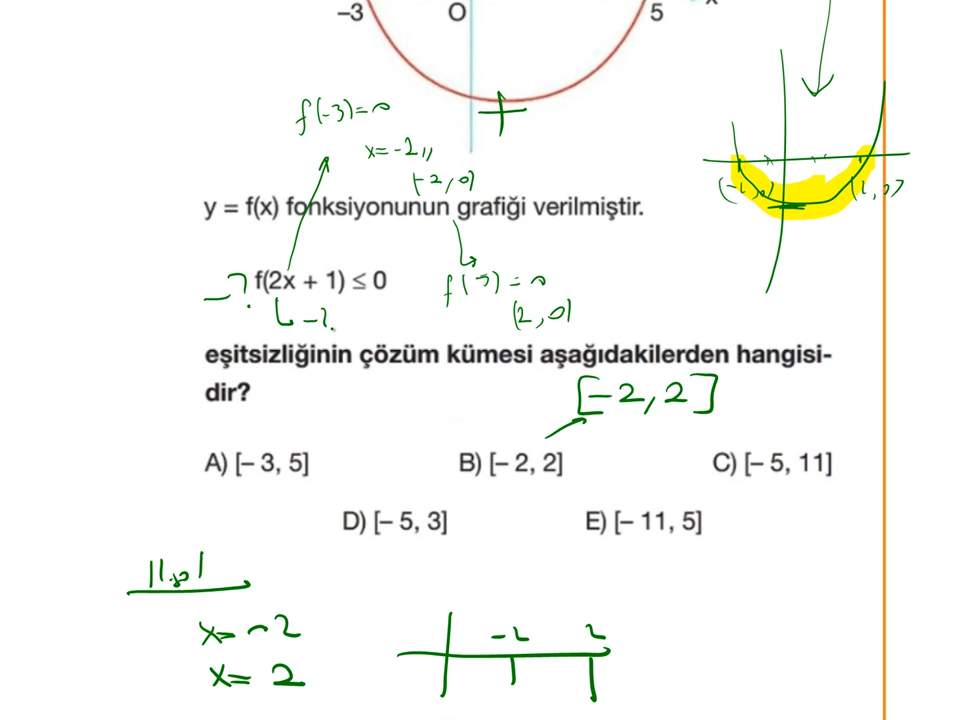 -3 O 5 x
f(-3)=0
x=-2,,
(-2,0)
y = f(x) fonksiyonunun grafiği verilmiştir.
-? f(2x + 1) ≤ 0
f(5) = 0
-2.
(2,0)
eşitsizliğinin çözüm kümesi aşağıdakilerden hangisi-
dir?
[-2,2]
A) [– 3, 5] B) [– 2, 2] C) [– 5, 11]
D) [– 5, 3] E) [– 11, 5]
x=-2
x=2
-2 2